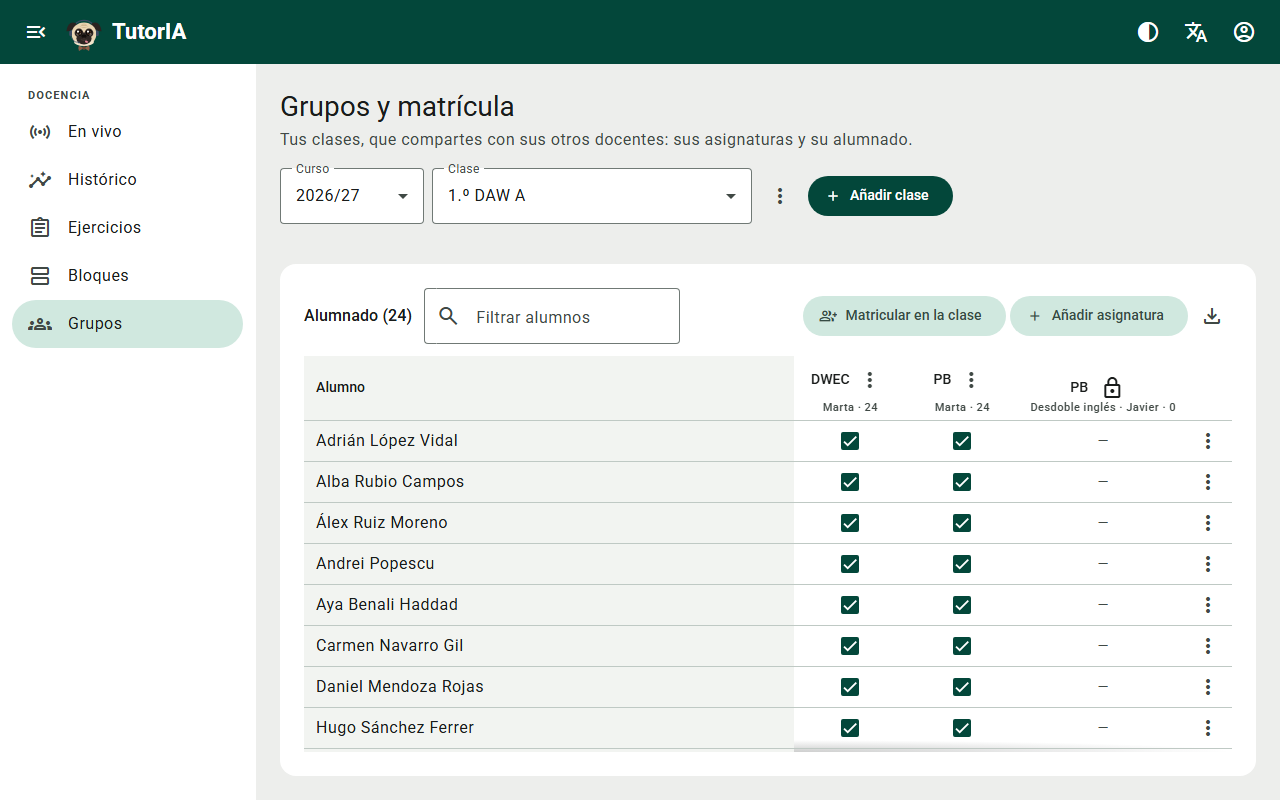 TutorIA
DOCENCIA
En vivo
Histórico
Ejercicios
Bloques
Grupos
Grupos y matrícula
Tus clases, que compartes con sus otros docentes: sus asignaturas y su alumnado.
Curso
2026/27
Clase
1.º DAW A
Añadir clase
Alumnado (24)
Filtrar alumnos
Matricular en la clase
Añadir asignatura
Alumno
DWEC
Marta · 24
PB
Marta · 24
PB
Desdoble inglés · Javier · 0
Adrián López Vidal –
Alba Rubio Campos –
Álex Ruiz Moreno –
Andrei Popescu –
Aya Benali Haddad –
Carmen Navarro Gil –
Daniel Mendoza Rojas –
Hugo Sánchez Ferrer –